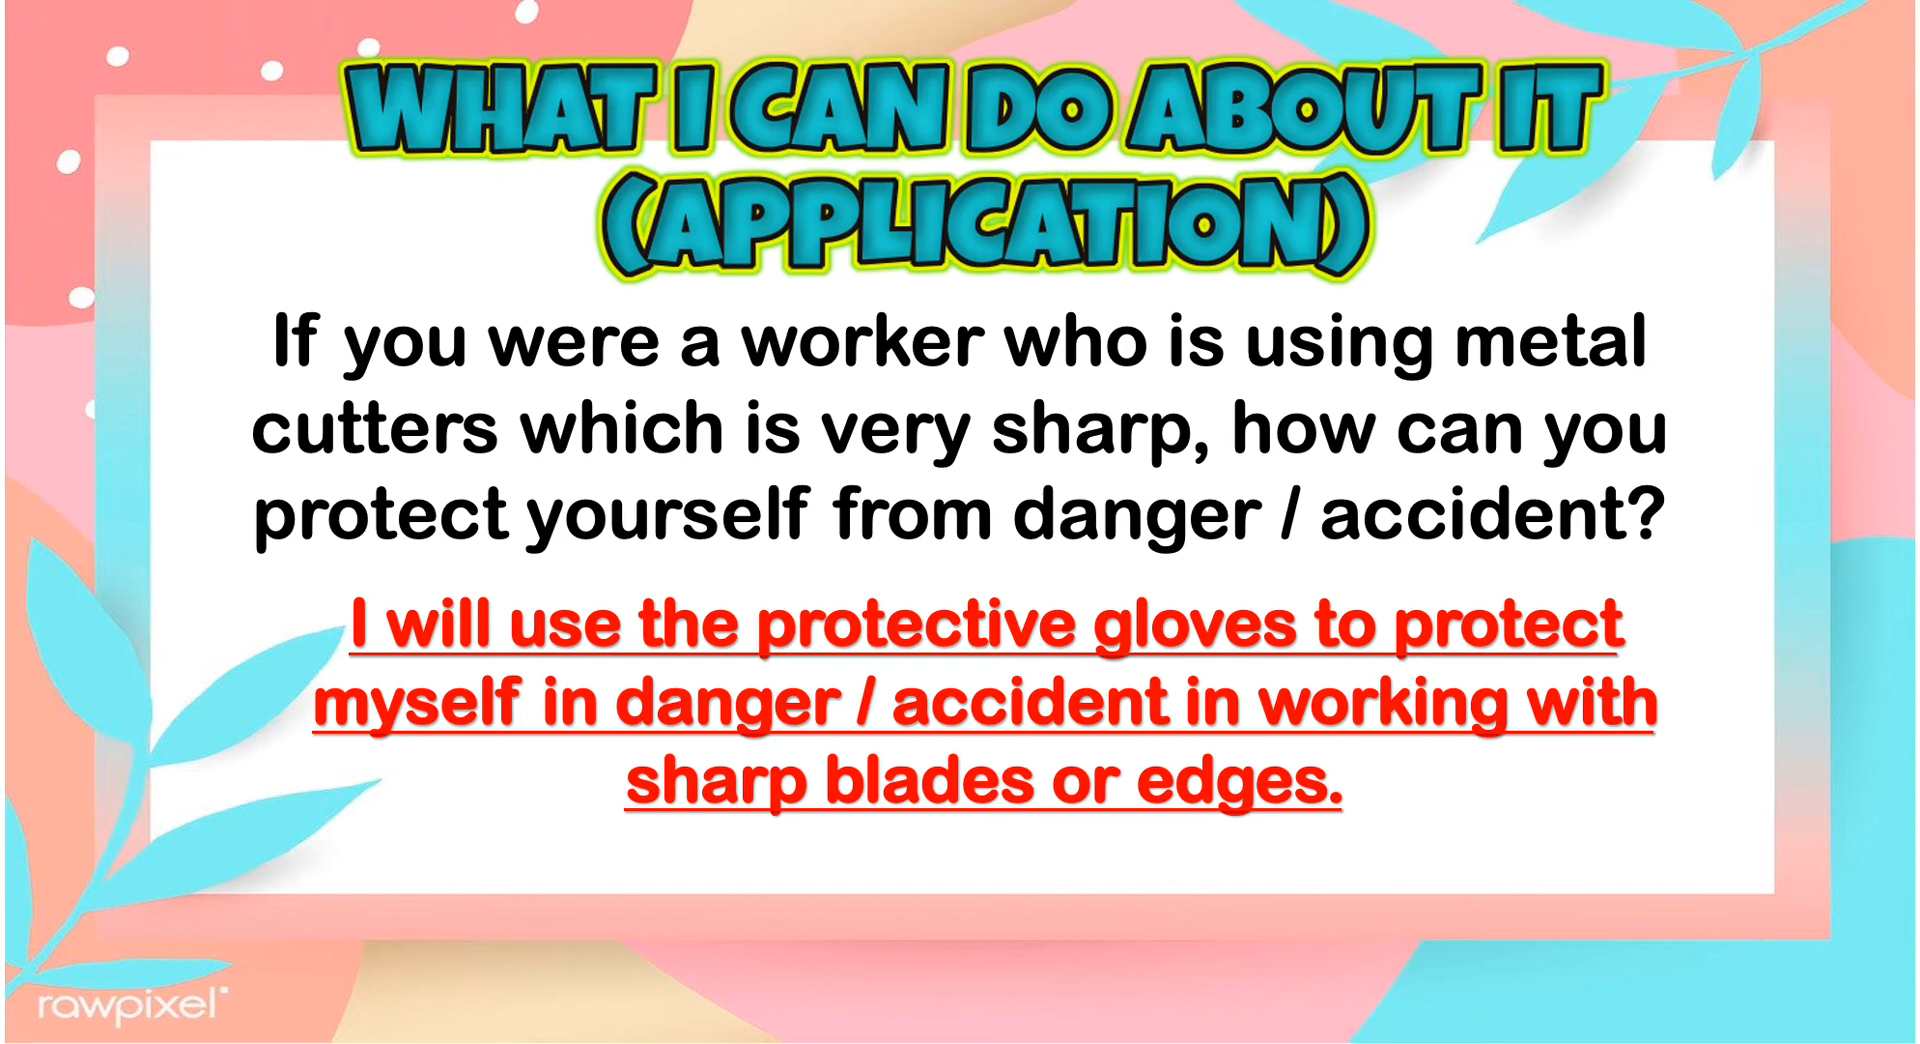 WHAT I CAN DO ABOUT IT
(APPLICATION)
If you were a worker who is using metal
cutters which is very sharp, how can you
protect yourself from danger / accident?
I will use the protective gloves to protect
myself in danger / accident in working with
sharp blades or edges.
rawpixel